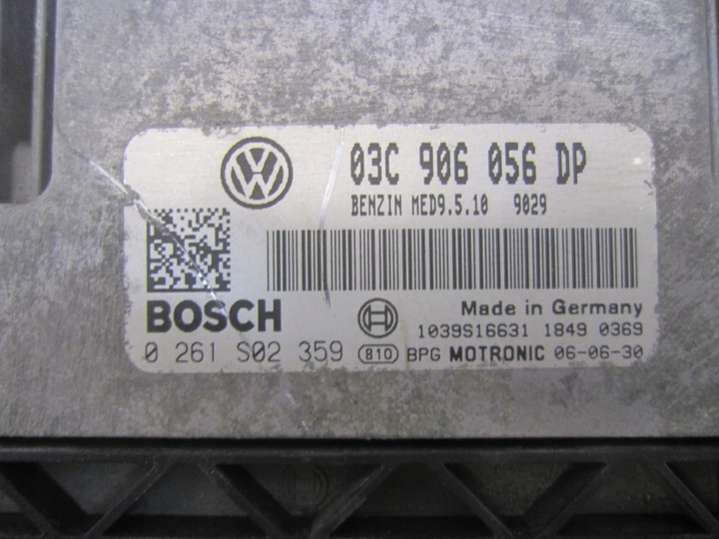 03C 906 056 DP
BENZIN MED9.5.10 9029
BOSCH
Made in Germany
1039S16631 1849 0369
0 261 S02 359 810 BPG MOTRONIC 06-06-30